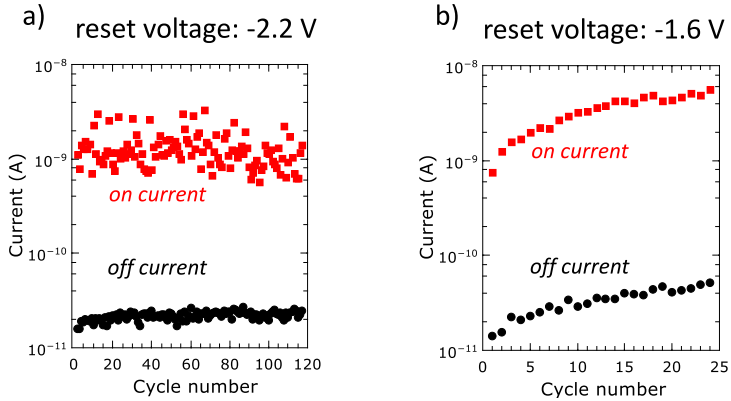 a)
reset voltage: -2.2 V
10⁻⁸
10⁻⁹
10⁻¹⁰
10⁻¹¹
Current (A)
on current
off current
0 20 40 60 80 100 120
Cycle number
b)
reset voltage: -1.6 V
10⁻⁸
10⁻⁹
10⁻¹⁰
10⁻¹¹
Current (A)
on current
off current
0 5 10 15 20 25
Cycle number